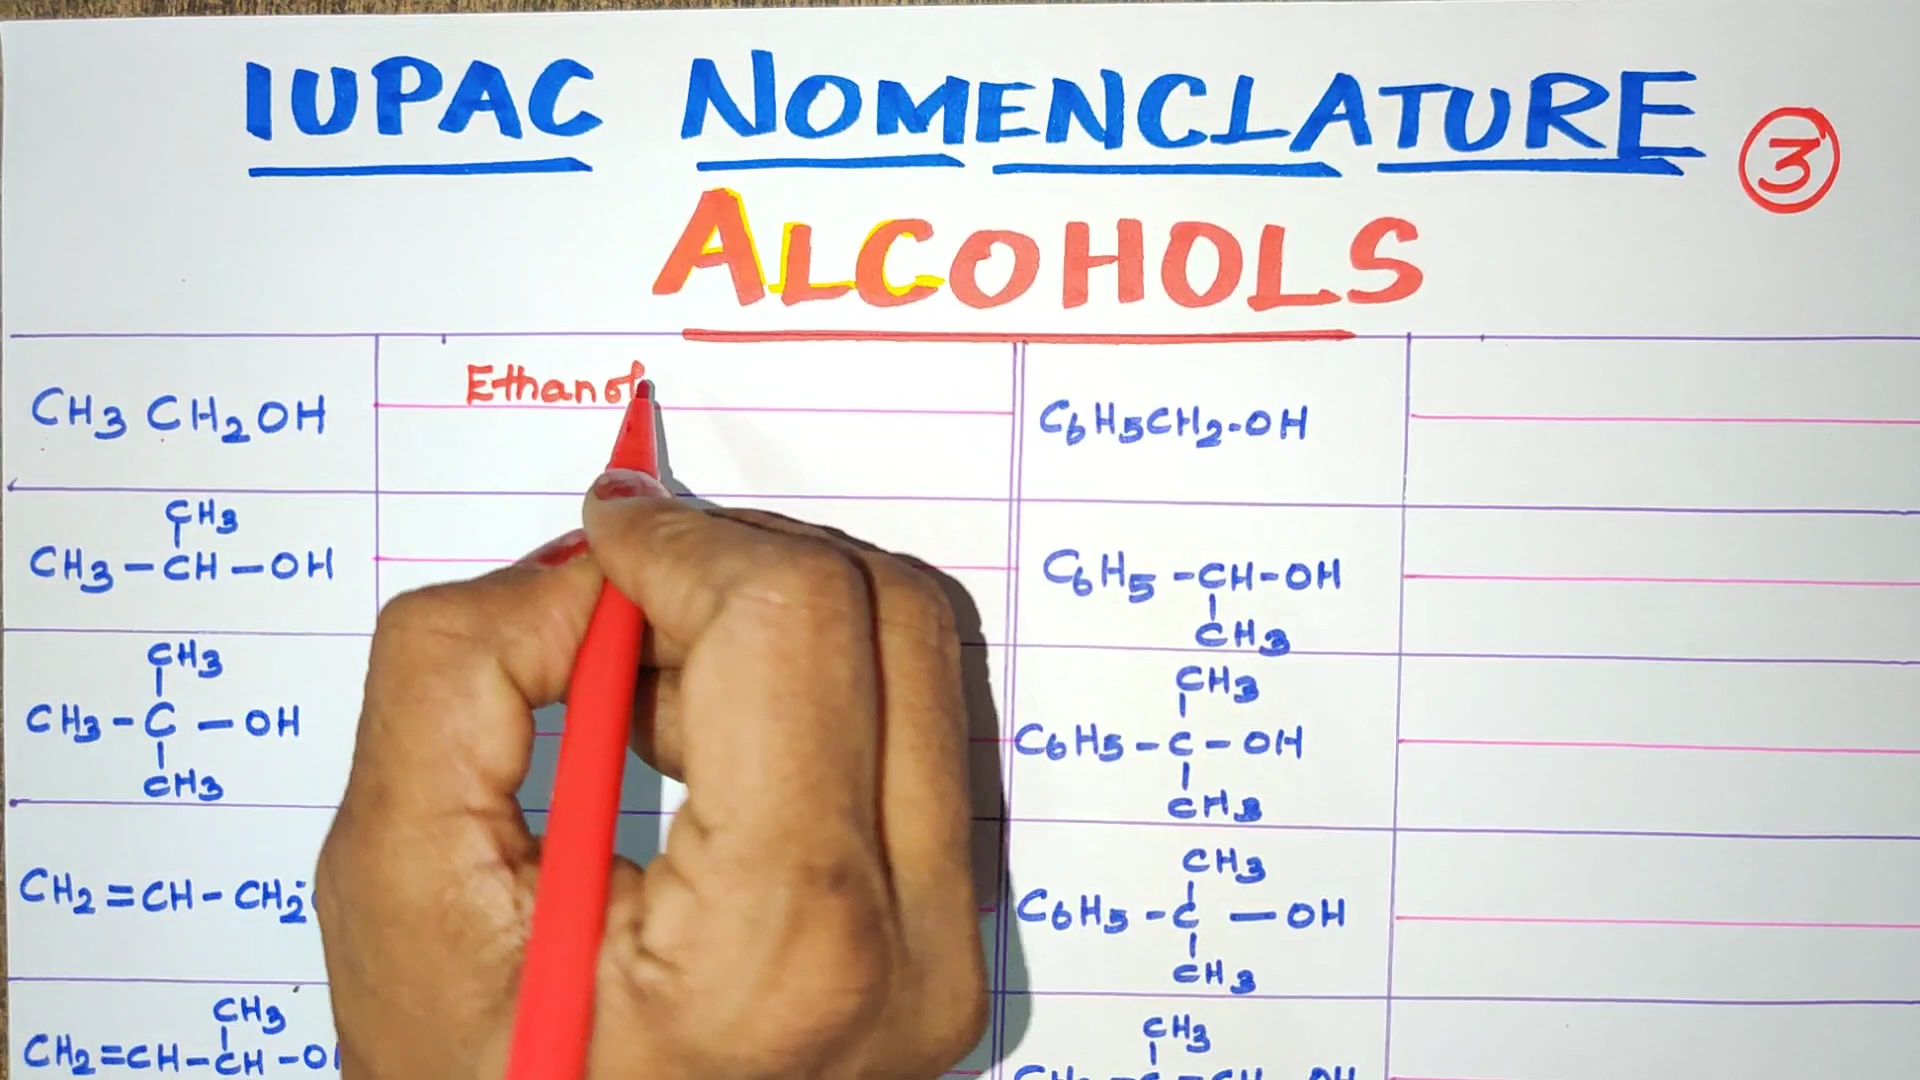 IUPAC NOMENCLATURE 3
ALCOHOLS
CH3 CH2OH
Ethanol
C6H5CH2-OH
CH3
CH3-CH-OH
C6H5-CH-OH
CH3
CH3
CH3-C-OH
CH3
CH3
C6H5-C-OH
CH3
CH2=CH-CH2-
CH3
C6H5-C-OH
CH3
CH3
CH2=CH-CH-O
CH3